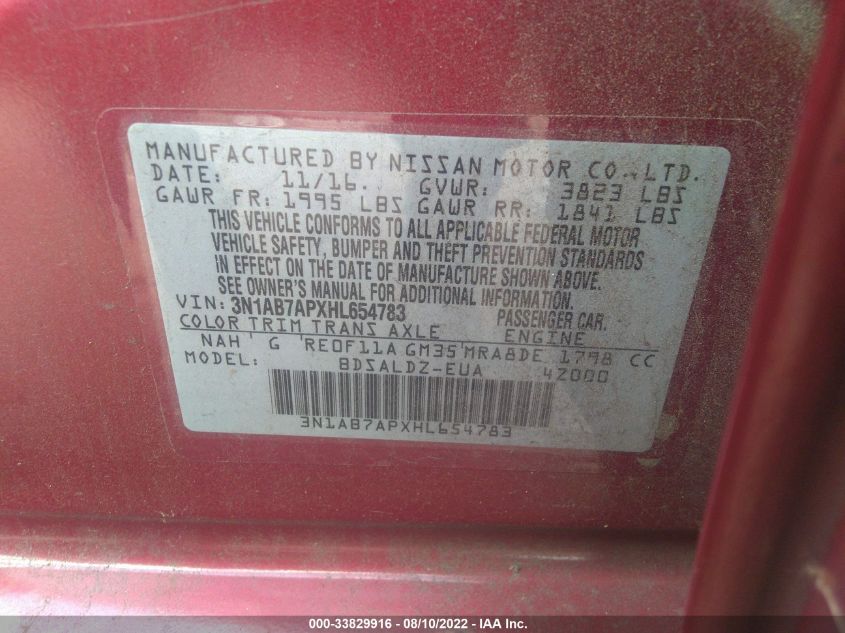 MANUFACTURED BY NISSAN MOTOR CO.,LTD.
DATE: 11/16. GVWR: 3823 LBS
GAWR FR: 1995 LBS GAWR RR: 1841 LBS
THIS VEHICLE CONFORMS TO ALL APPLICABLE FEDERAL MOTOR
VEHICLE SAFETY, BUMPER AND THEFT PREVENTION STANDARDS
IN EFFECT ON THE DATE OF MANUFACTURE SHOWN ABOVE.
SEE OWNER'S MANUAL FOR ADDITIONAL INFORMATION.
VIN: 3N1AB7APXHL654783 PASSENGER CAR.
COLOR TRIM TRANS AXLE ENGINE
NAH G RE0F11A GM35 MRA8DE 1798 CC
MODEL: BDSALDZ-EUA 42000
3N1AB7APXHL654783
000-33829916 - 08/10/2022 - IAA Inc.